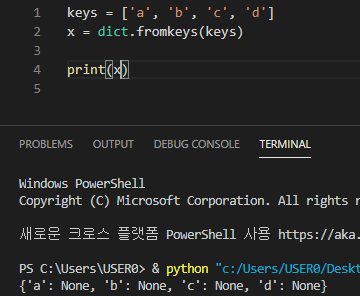 1 keys = ['a', 'b', 'c', 'd']
2 x = dict.fromkeys(keys)
3
4 print(x)
5
PROBLEMS OUTPUT DEBUG CONSOLE TERMINAL
Windows PowerShell
Copyright (C) Microsoft Corporation. All rights r
새로운 크로스 플랫폼 PowerShell 사용 https://aka.
PS C:\Users\USER0> & python "c:/Users/USER0/Deskt
{'a': None, 'b': None, 'c': None, 'd': None}